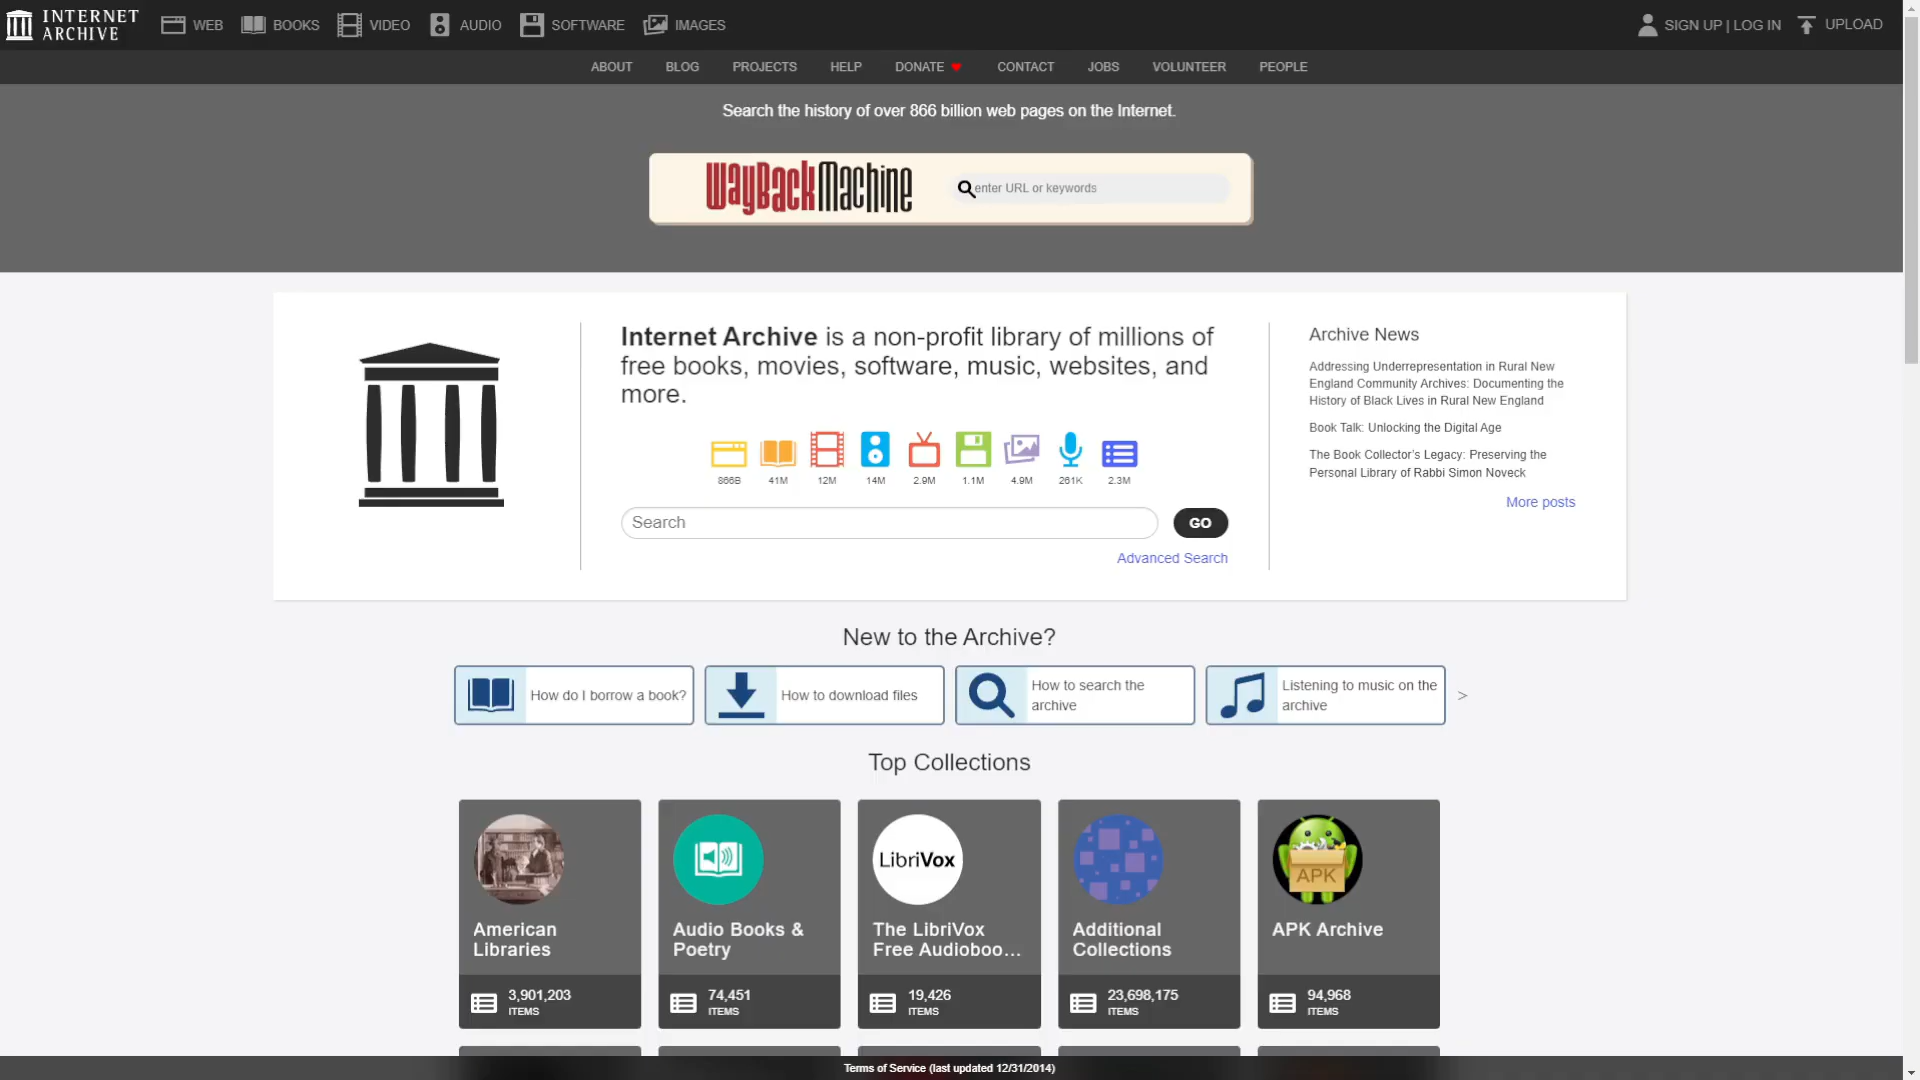 INTERNET
ARCHIVE
WEB
BOOKS
VIDEO
AUDIO
SOFTWARE
IMAGES
SIGN UP | LOG IN
UPLOAD
ABOUT
BLOG
PROJECTS
HELP
DONATE
CONTACT
JOBS
VOLUNTEER
PEOPLE
Search the history of over 866 billion web pages on the Internet.
WayBackMachine
enter URL or keywords
Internet Archive is a non-profit library of millions of
free books, movies, software, music, websites, and
more.
866B
41M
12M
14M
2.9M
1.1M
4.9M
261K
2.3M
Search
GO
Advanced Search
Archive News
Addressing Underrepresentation in Rural New
England Community Archives: Documenting the
History of Black Lives in Rural New England
Book Talk: Unlocking the Digital Age
The Book Collector's Legacy: Preserving the
Personal Library of Rabbi Simon Noveck
More posts
New to the Archive?
How do I borrow a book?
How to download files
How to search the
archive
Listening to music on the
archive
>
Top Collections
American
Libraries
3,901,203
ITEMS
Audio Books &
Poetry
74,451
ITEMS
LibriVox
The LibriVox
Free Audioboo...
19,426
ITEMS
Additional
Collections
23,698,175
ITEMS
APK
APK Archive
94,968
ITEMS
Terms of Service (last updated 12/31/2014)